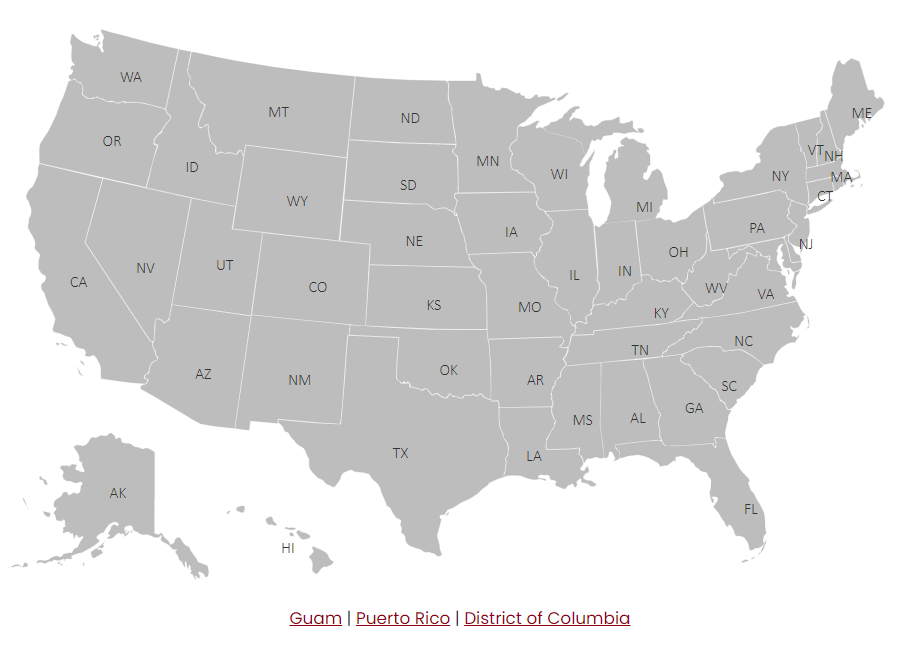 WA
MT
ND
ME
OR
MN
VT
NH
ID
WI
NY
MA
SD
CT
WY
MI
PA
IA
NE
NJ
OH
UT
NV
IN
IL
CA
CO
WV
VA
KS
MO
KY
NC
TN
AZ
NM
OK
AR
SC
GA
MS
AL
TX
LA
AK
FL
HI
Guam | Puerto Rico | District of Columbia